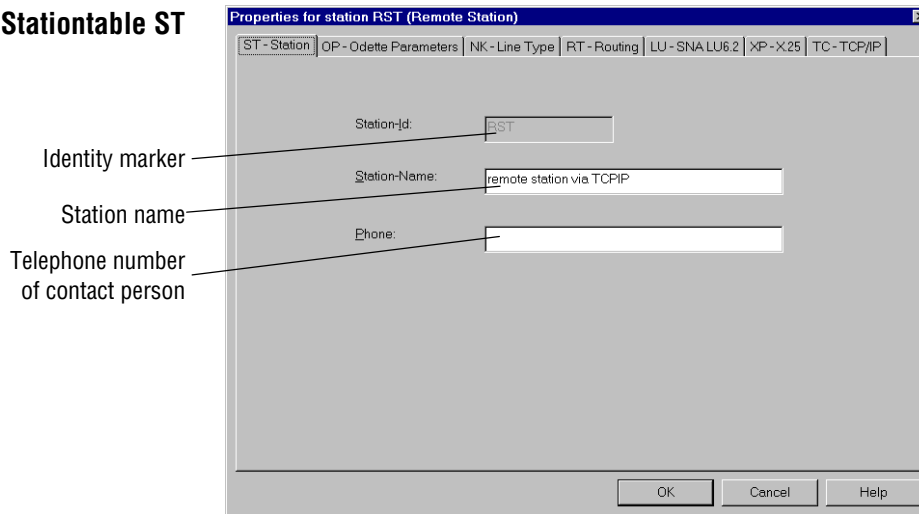 Stationtable ST
Properties for station RST (Remote Station)
ST - Station OP - Odette Parameters NK - Line Type RT - Routing LU - SNA LU6.2 XP - X.25 TC - TCP/IP
Station-Id:
RST
Identity marker
Station-Name:
remote station via TCPIP
Station name
Phone:
Telephone number
of contact person
OK Cancel Help